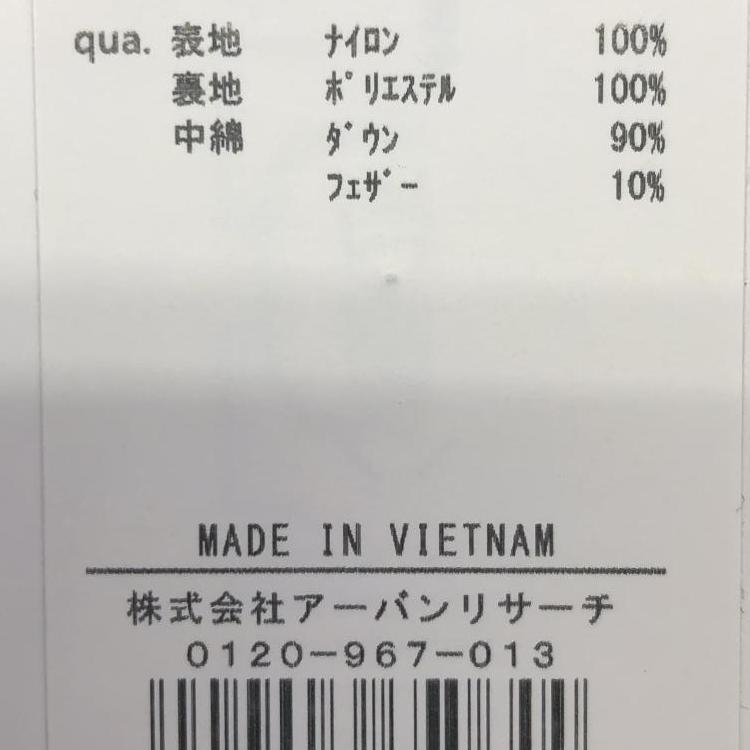 qua. 表地 ナイロン 100%
裏地 ポリエステル 100%
中綿 ダウン 90%
フェザー 10%
MADE IN VIETNAM
株式会社アーバンリサーチ
0120-967-013